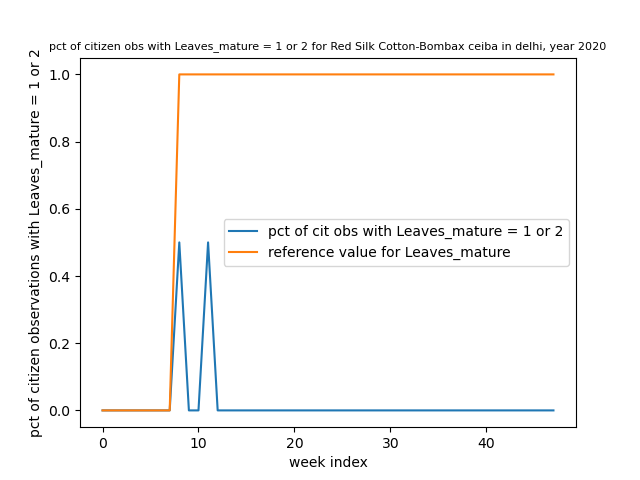 pct of citizen obs with Leaves_mature = 1 or 2 for Red Silk Cotton-Bombax ceiba in delhi, year 2020
pct of citizen observations with Leaves_mature = 1 or 2
1.0
0.8
0.6
0.4
0.2
0.0
pct of cit obs with Leaves_mature = 1 or 2
reference value for Leaves_mature
0 10 20 30 40
week index